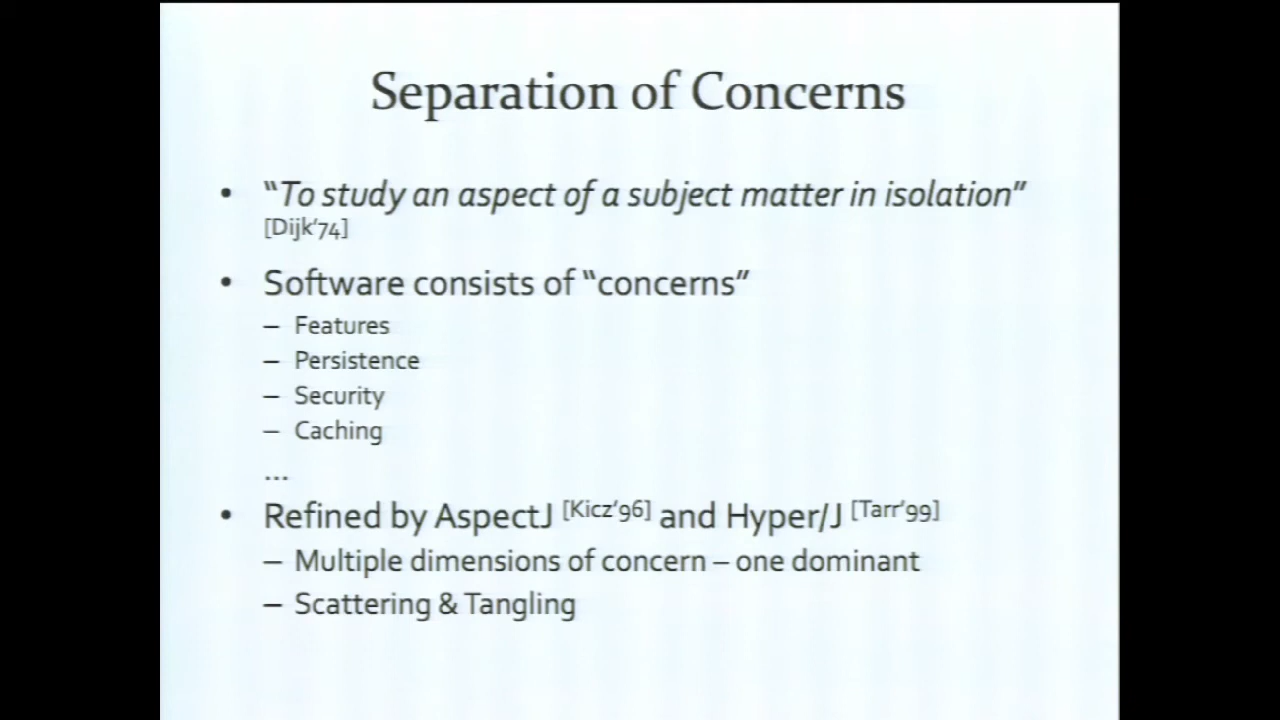 Separation of Concerns
• “To study an aspect of a subject matter in isolation”
[Dijk’74]
• Software consists of “concerns”
– Features
– Persistence
– Security
– Caching
...
• Refined by AspectJ [Kicz’96] and Hyper/J [Tarr’99]
– Multiple dimensions of concern – one dominant
– Scattering & Tangling